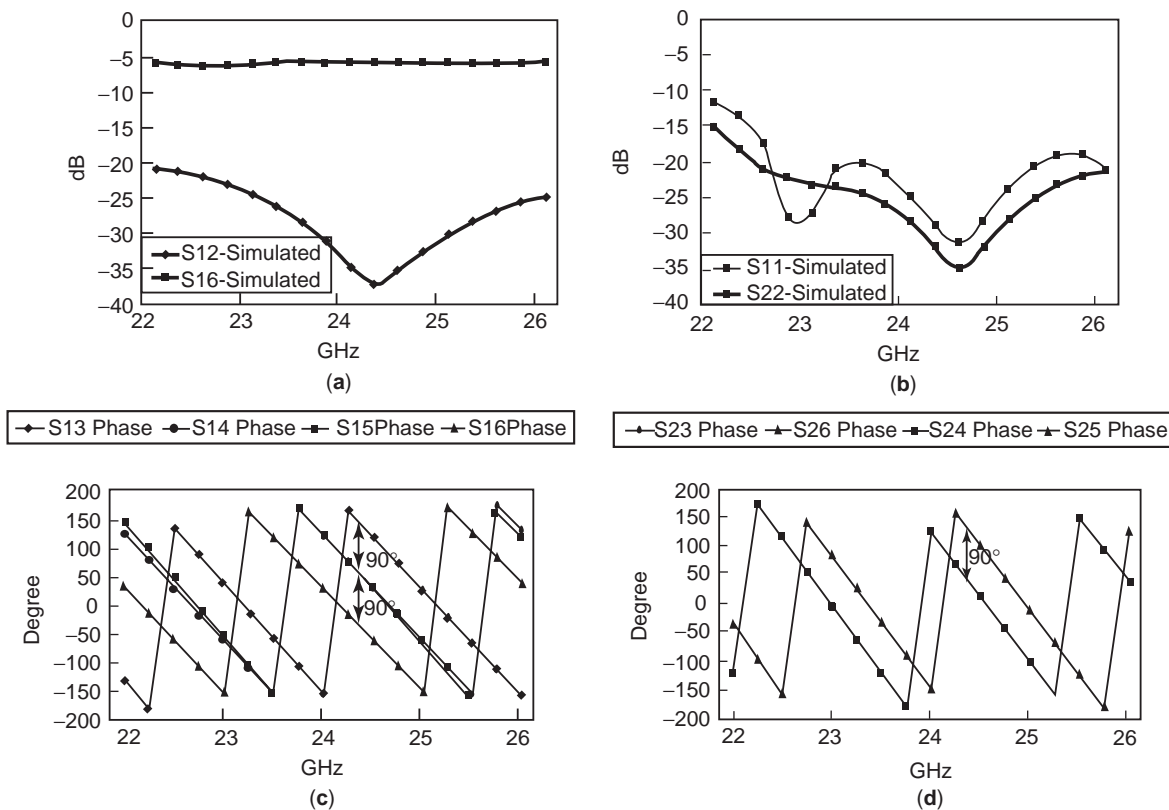 0
−5
−10
−15
−20
−25
−30
−35
−40
dB
S12-Simulated
S16-Simulated
22 23 24 25 26
GHz
(a)
0
−5
−10
−15
−20
−25
−30
−35
−40
dB
S11-Simulated
S22-Simulated
22 23 24 25 26
GHz
(b)
S13 Phase S14 Phase S15Phase S16Phase
200
150
100
50
0
−50
−100
−150
−200
Degree
90°
90°
22 23 24 25 26
GHz
(c)
S23 Phase S26 Phase S24 Phase S25 Phase
200
150
100
50
0
−50
−100
−150
−200
Degree
90°
22 23 24 25 26
GHz
(d)